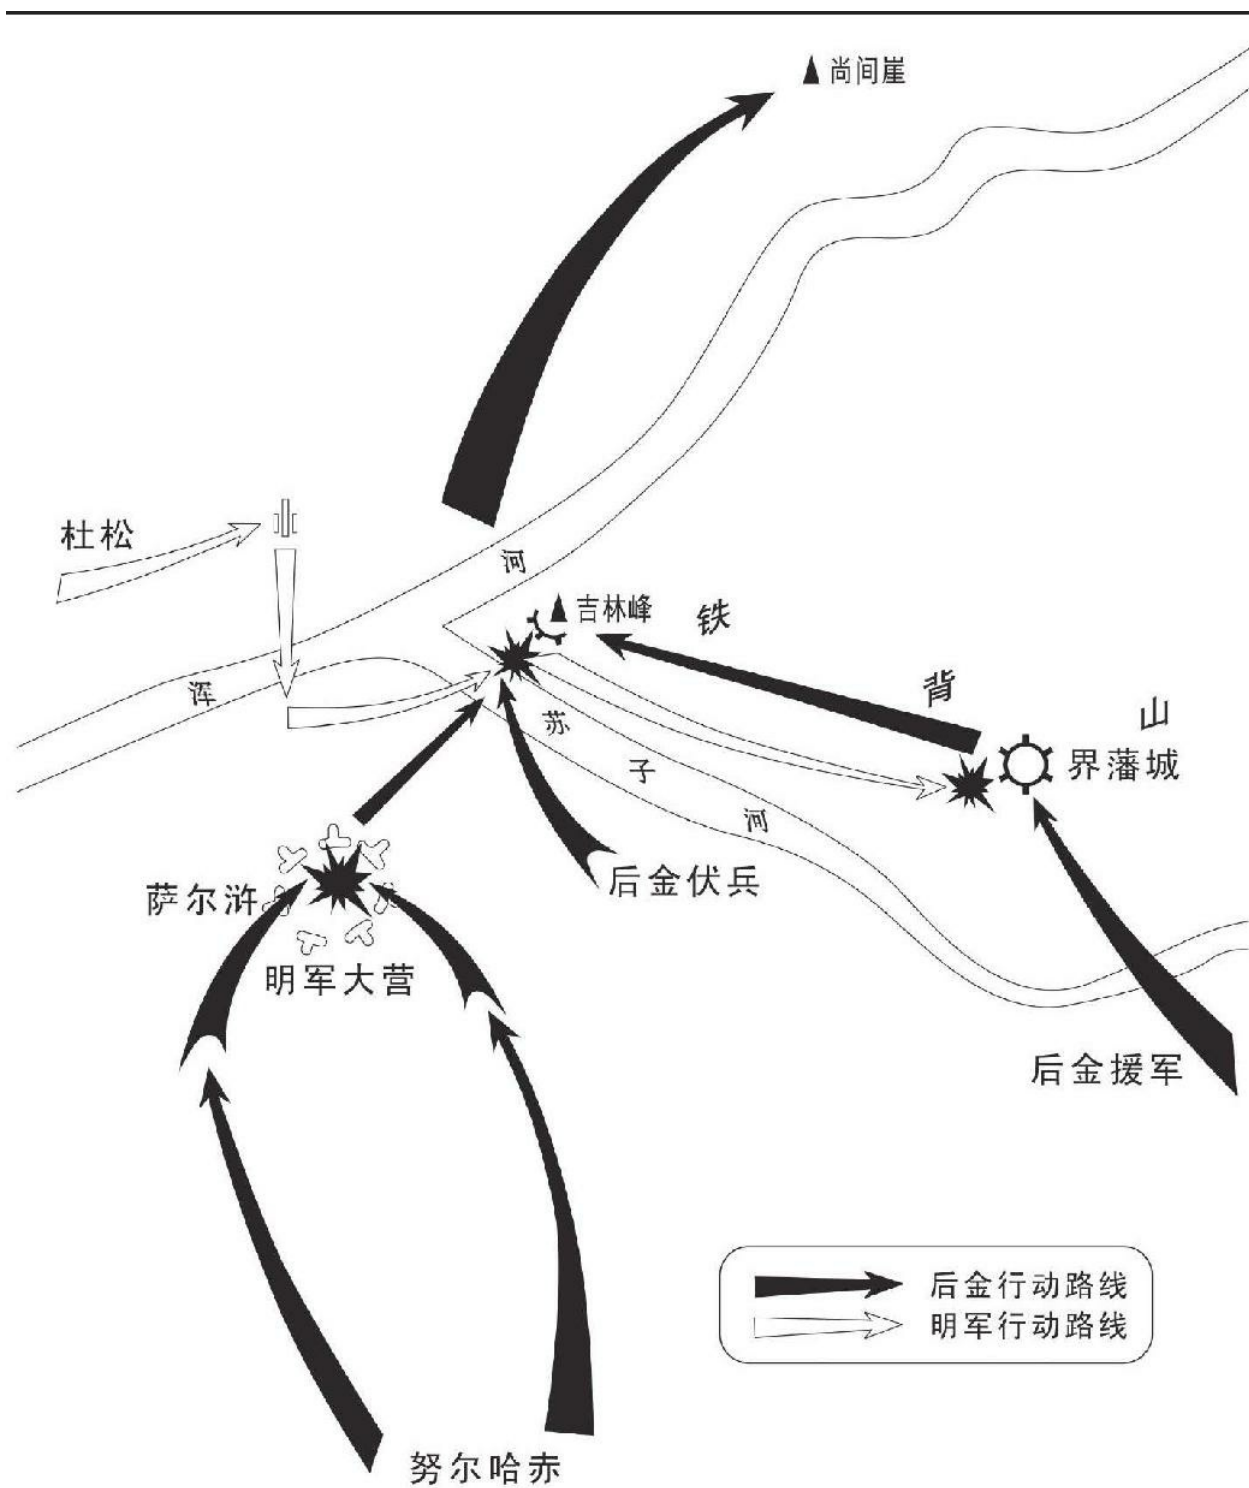 尚间崖
杜松
河
吉林峰
铁
背
山
浑
苏
子
河
界藩城
后金伏兵
萨尔浒
明军大营
后金援军
后金行动路线
明军行动路线
努尔哈赤